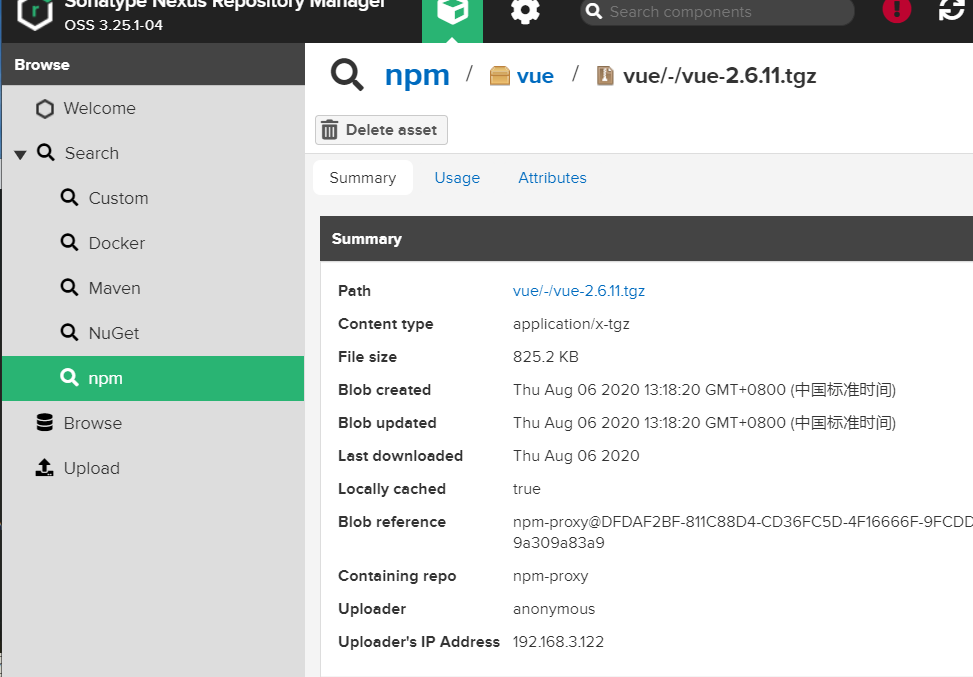 Sonatype Nexus Repository Manager
OSS 3.25.1-04
Search components
Browse
npm / vue / vue/-/vue-2.6.11.tgz
Welcome
Delete asset
Search
Summary Usage Attributes
Custom
Docker
Maven
NuGet
npm
Browse
Upload
Summary
Path vue/-/vue-2.6.11.tgz
Content type application/x-tgz
File size 825.2 KB
Blob created Thu Aug 06 2020 13:18:20 GMT+0800 (中国标准时间)
Blob updated Thu Aug 06 2020 13:18:20 GMT+0800 (中国标准时间)
Last downloaded Thu Aug 06 2020
Locally cached true
Blob reference npm-proxy@DFDAF2BF-811C88D4-CD36FC5D-4F16666F-9FCDD
9a309a83a9
Containing repo npm-proxy
Uploader anonymous
Uploader's IP Address 192.168.3.122